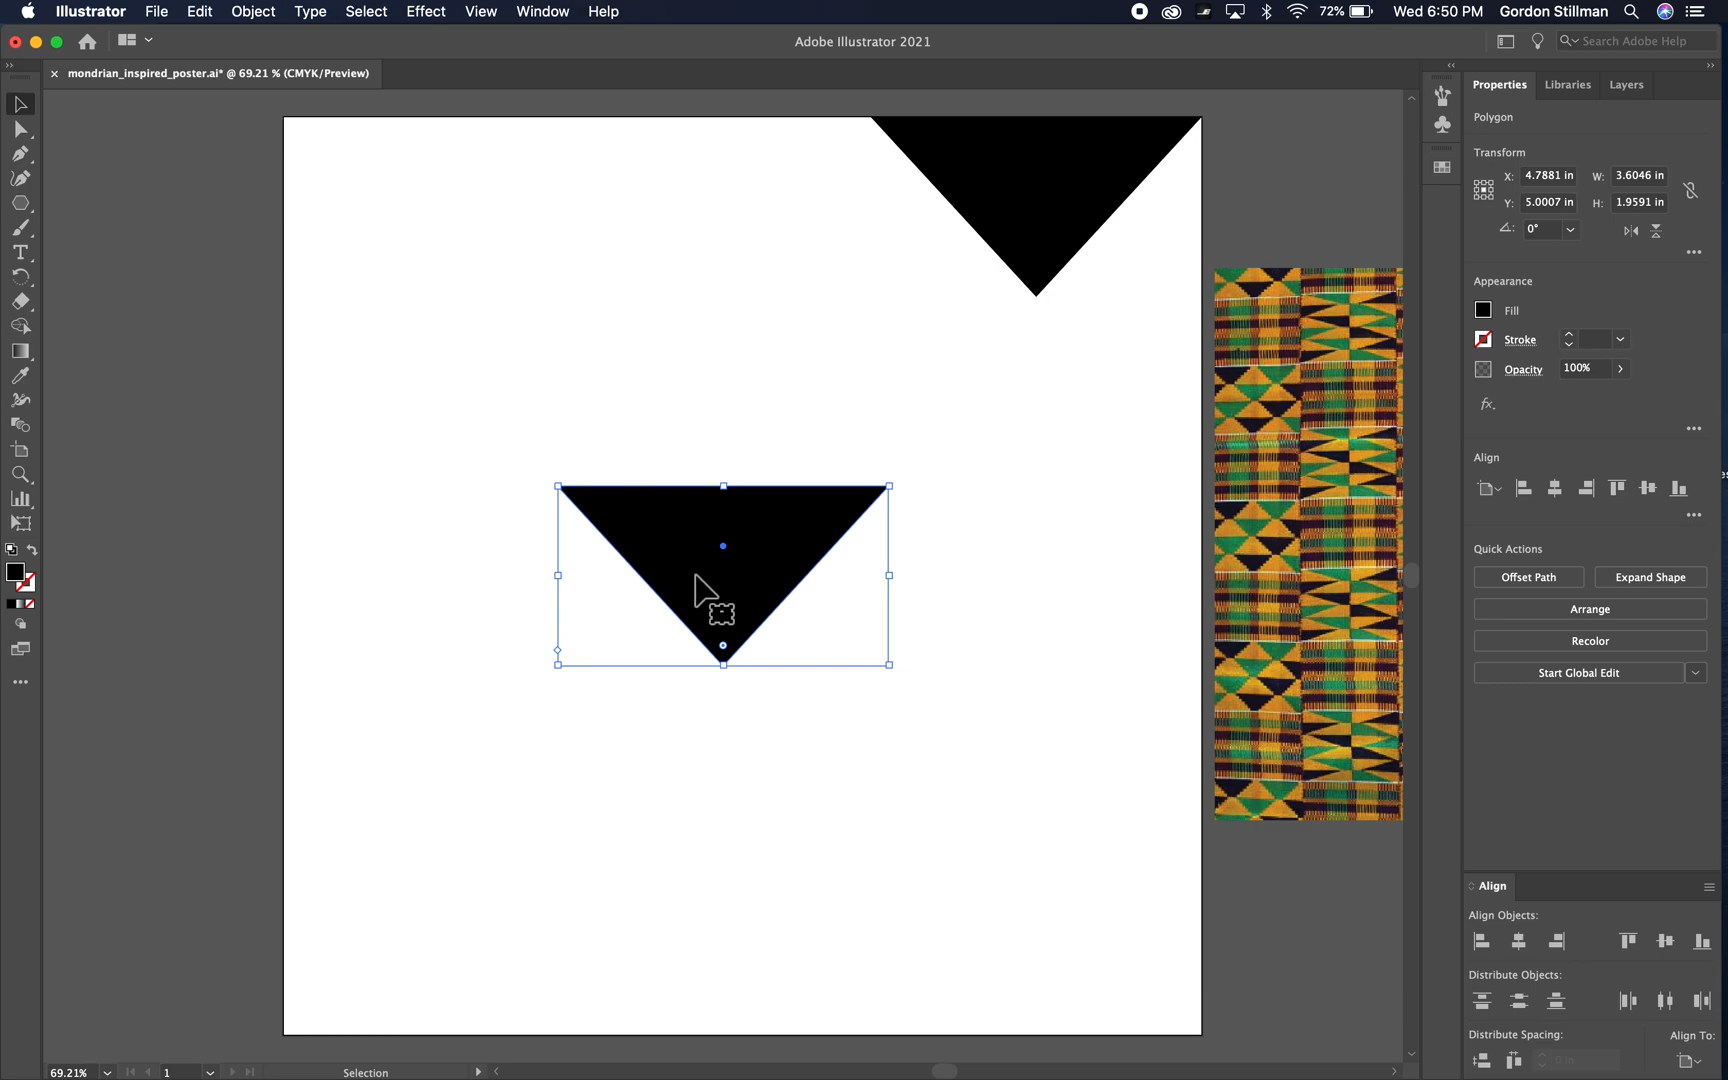 Illustrator File Edit Object Type Select Effect View Window Help 72% Wed 6:50 PM Gordon Stillman
Adobe Illustrator 2021 Search Adobe Help
× mondrian_inspired_poster.ai* @ 69.21 % (CMYK/Preview)
Properties Libraries Layers
Polygon
Transform
X: 4.7881 in W: 3.6046 in
Y: 5.0007 in H: 1.9591 in
0°
Appearance
Fill
Stroke
Opacity 100%
fx.
Align
Quick Actions
Offset Path Expand Shape
Arrange
Recolor
Start Global Edit
Align
Align Objects:
Distribute Objects:
Distribute Spacing: Align To:
0 in
69.21% 1 Selection